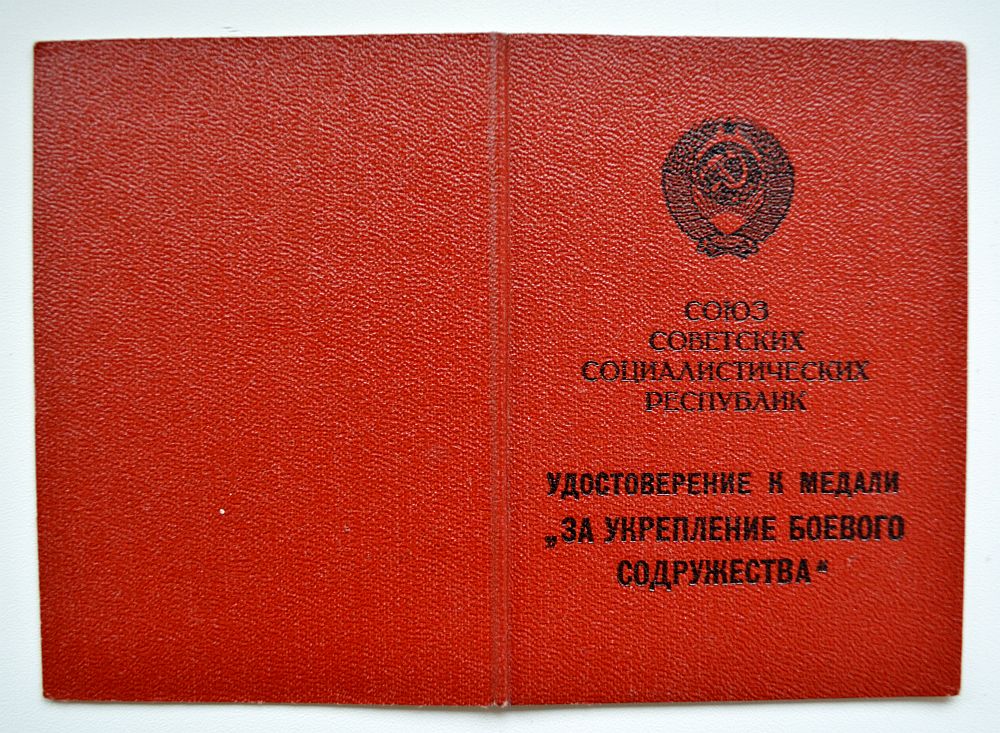 СОЮЗ
СОВЕТСКИХ
СОЦИАЛИСТИЧЕСКИХ
РЕСПУБЛИК
УДОСТОВЕРЕНИЕ К МЕДАЛИ
„ЗА УКРЕПЛЕНИЕ БОЕВОГО
СОДРУЖЕСТВА“